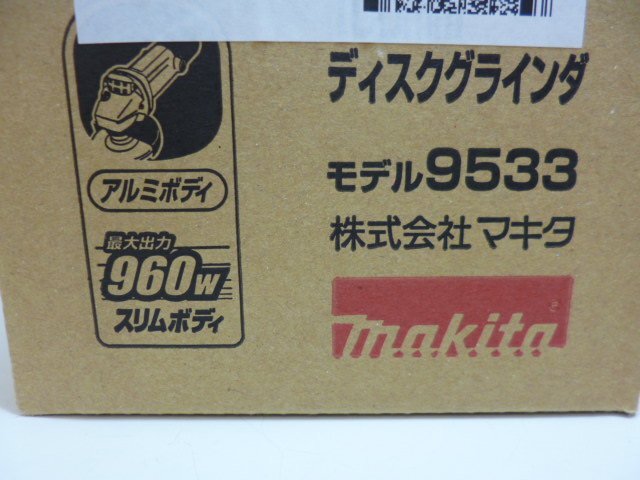 ディスクグラインダ
モデル9533
株式会社 マキタ
makita
アルミボディ
最大出力
960W
スリムボディ